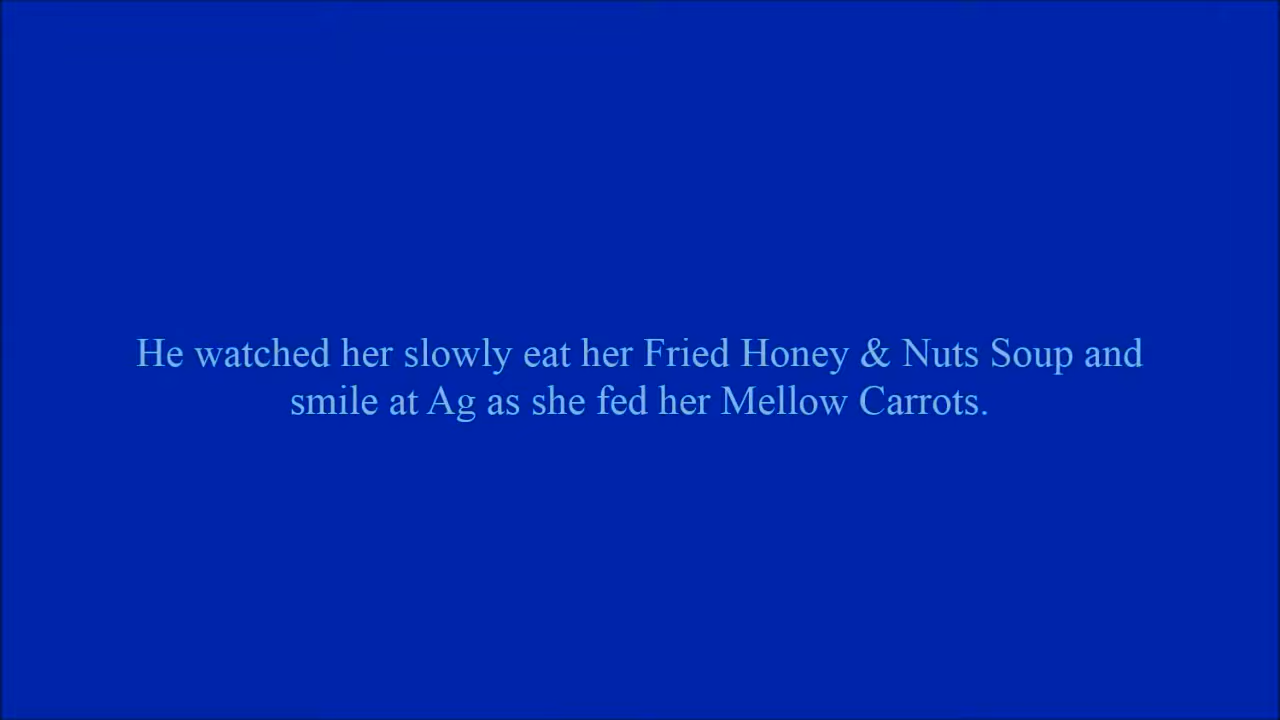 He watched her slowly eat her Fried Honey & Nuts Soup and
smile at Ag as she fed her Mellow Carrots.